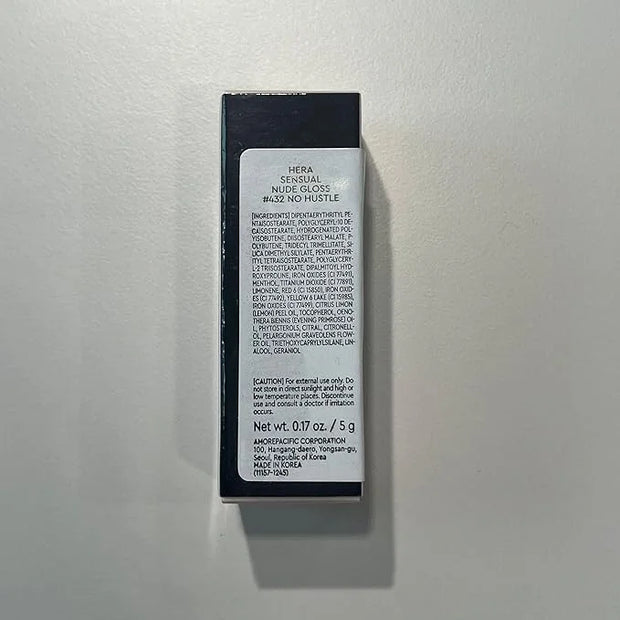 HERA
SENSUAL
NUDE GLOSS
#432 NO HUSTLE
[INGREDIENTS] DIPENTAERYTHRITYL PE-
NTAISOSTEARATE, POLYGLYCERYL-10 DE-
CAISOSTEARATE, HYDROGENATED POL-
YISOBUTENE, DIISOSTEARYL MALATE, P-
OLYBUTENE, TRIDECYL TRIMELLITATE, SI-
LICA DIMETHYL SILYLATE, PENTAERYTH-
RITYL TETRAISOSTEARATE, POLYGLYCER-
YL-2 TRIISOSTEARATE, DIPALMITOYL HYD-
ROXYPROLINE, IRON OXIDES (CI 77491),
MENTHOL, TITANIUM DIOXIDE (CI 77891),
LIMONENE, RED 6 (CI 15850), IRON OXID-
ES (CI 77492), YELLOW 6 LAKE (CI 15985),
IRON OXIDES (CI 77499), CITRUS LIMON
(LEMON) PEEL OIL, TOCOPHEROL, OENO-
THERA BIENNIS (EVENING PRIMROSE) OI-
L, PHYTOSTEROLS, CITRAL, CITRONELL-
OL, PELARGONIUM GRAVEOLENS FLOW-
ER OIL, TRIETHOXYCAPRYLYLSILANE, LIN-
ALOOL, GERANIOL
[CAUTION] For external use only. Do
not store in direct sunlight and high or
low temperature places. Discontinue
use and consult a doctor if irritation
occurs.
Net wt. 0.17 oz. / 5 g
AMOREPACIFIC CORPORATION
100, Hangang-daero, Yongsan-gu,
Seoul, Republic of Korea
MADE IN KOREA
(11157-1245)